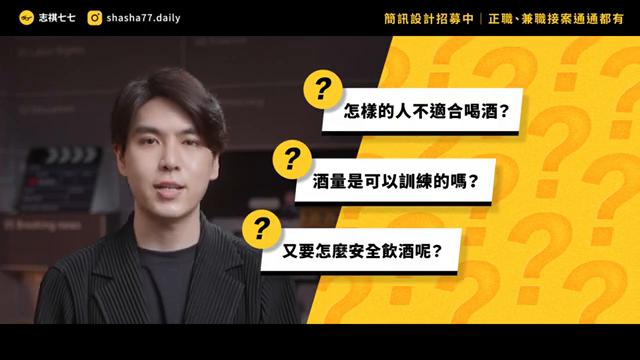 志祺七七
shasha77.daily
簡訊設計招募中｜正職、兼職接案通通都有
?
怎樣的人不適合喝酒？
?
酒量是可以訓練的嗎？
?
又要怎麼安全飲酒呢？